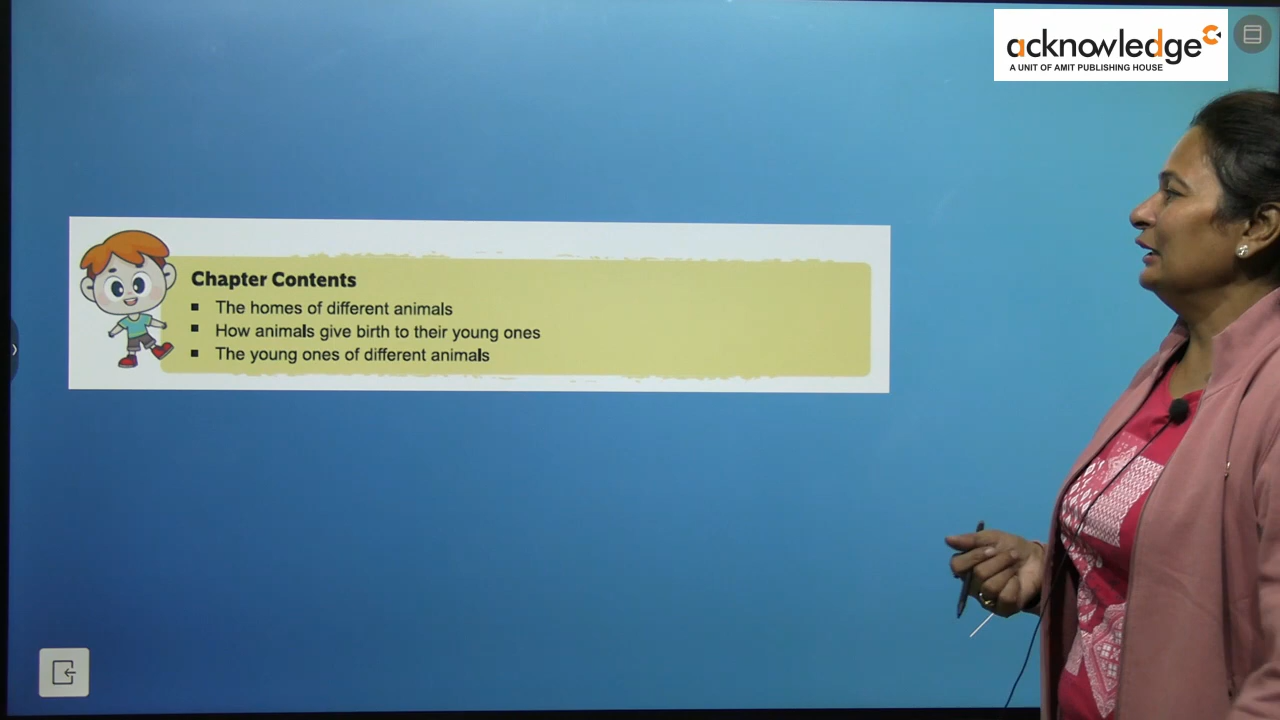 acknowledge
A UNIT OF AMIT PUBLISHING HOUSE
Chapter Contents
▪ The homes of different animals
▪ How animals give birth to their young ones
▪ The young ones of different animals